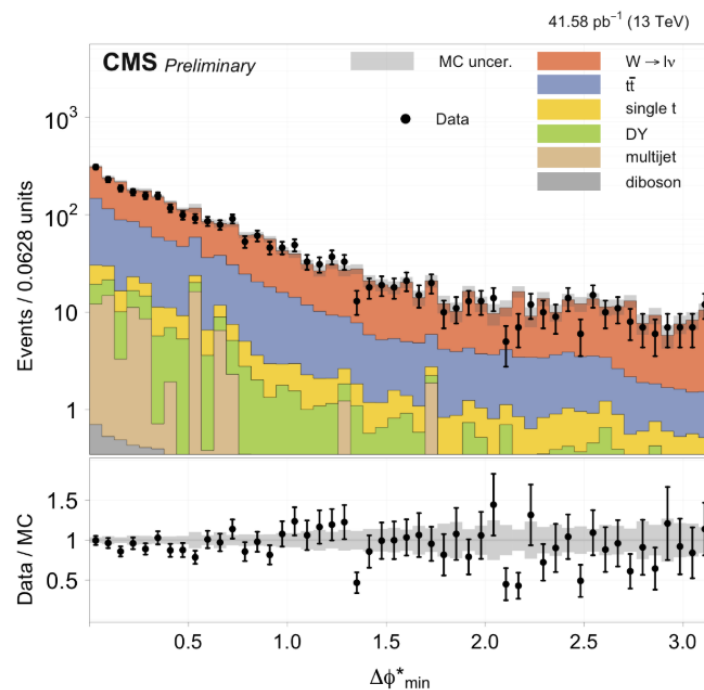 41.58 pb⁻¹ (13 TeV)
CMS Preliminary
MC uncer.
Data
W → lν
tt̄
single t
DY
multijet
diboson
Events / 0.0628 units
10³
10²
10
1
Data / MC
1.5
1
0.5
0.5 1.0 1.5 2.0 2.5 3.0
Δϕ*min